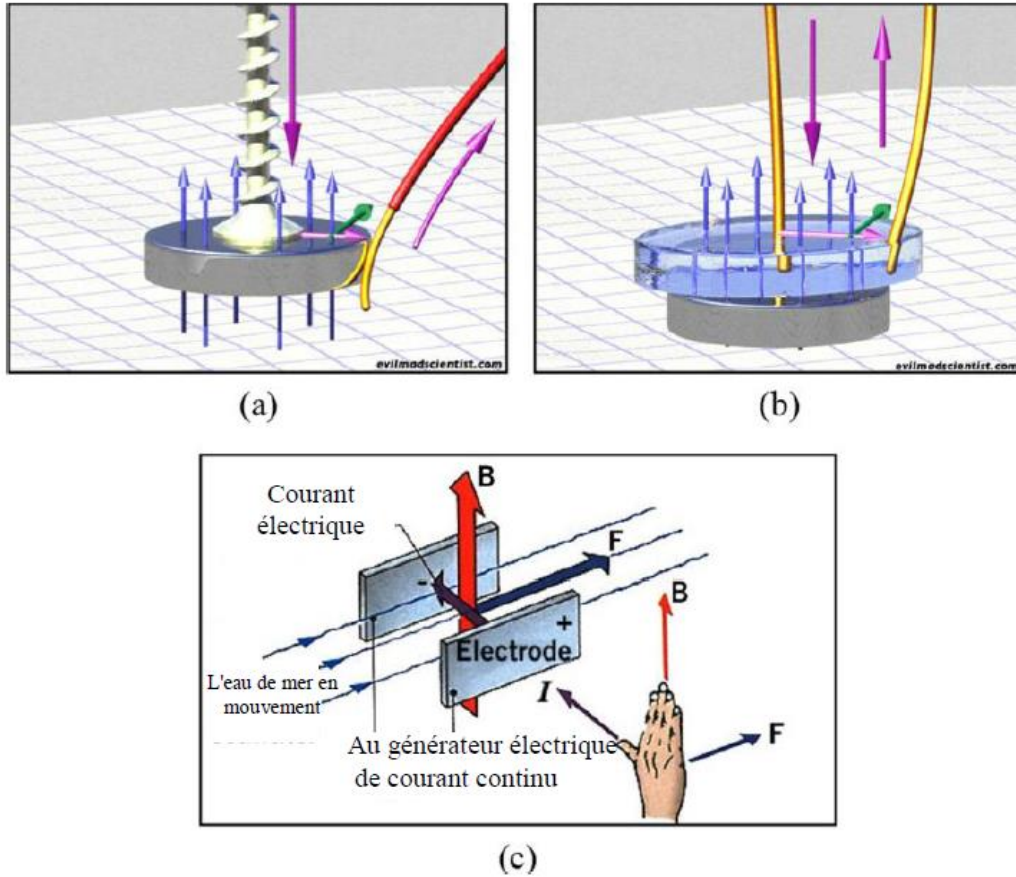 evilmadscientist.com
evilmadscientist.com
(a)
(b)
Courant
électrique
B
F
-
+
Electrode
B
L'eau de mer en
mouvement
I
F
Au générateur électrique
de courant continu
(c)